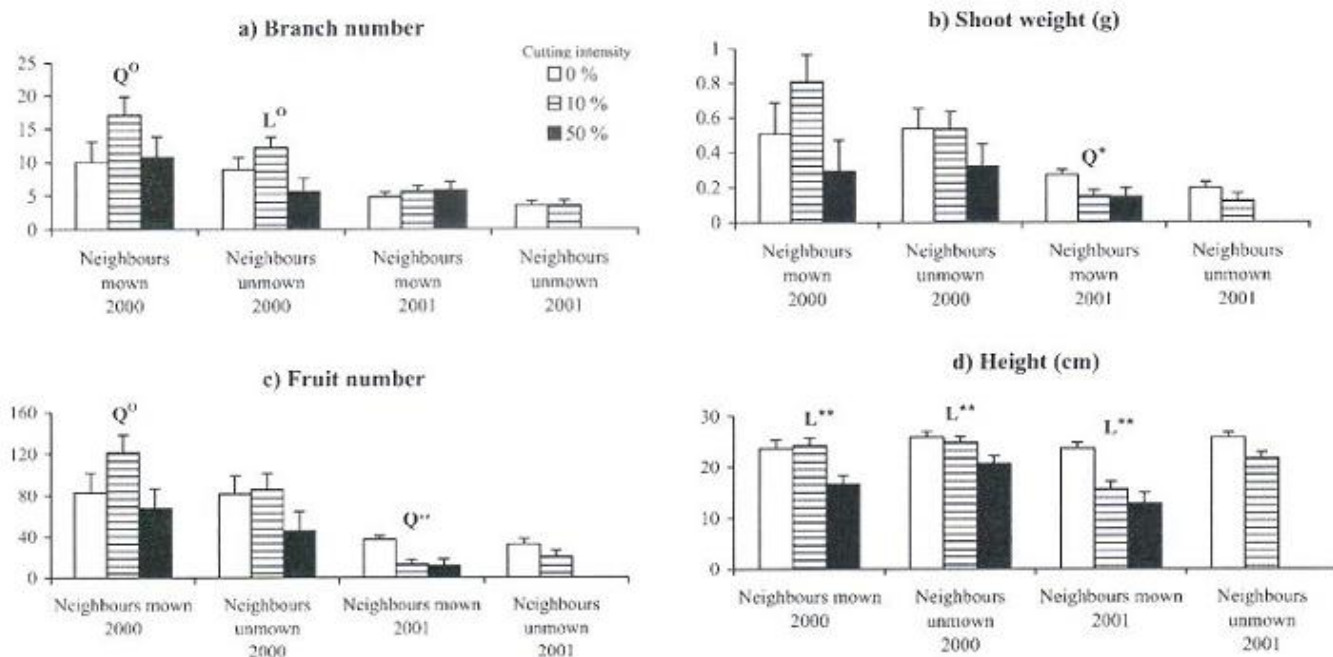 a) Branch number
Cutting intensity
0 %
10 %
50 %
25
20
15
10
5
0
Q^O
L^O
Neighbours
mown
2000
Neighbours
unmown
2000
Neighbours
mown
2001
Neighbours
unmown
2001
b) Shoot weight (g)
1
0.8
0.6
0.4
0.2
0
Q*
Neighbours
mown
2000
Neighbours
unmown
2000
Neighbours
mown
2001
Neighbours
unmown
2001
c) Fruit number
160
120
80
40
0
Q^O
Q**
Neighbours mown
2000
Neighbours
unmown
2000
Neighbours mown
2001
Neighbours
unmown
2001
d) Height (cm)
30
20
10
0
L**
L**
L**
Neighbours mown
2000
Neighbours
unmown
2000
Neighbours mown
2001
Neighbours
unmown
2001